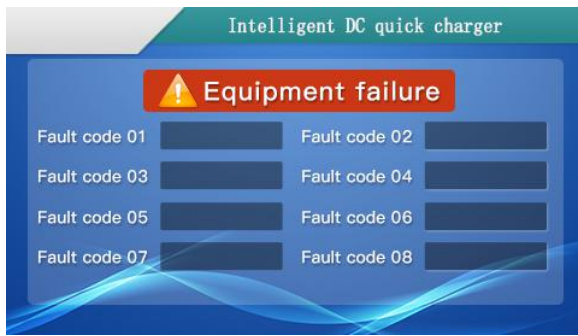 Intelligent DC quick charger
Equipment failure
Fault code 01 Fault code 02
Fault code 03 Fault code 04
Fault code 05 Fault code 06
Fault code 07 Fault code 08